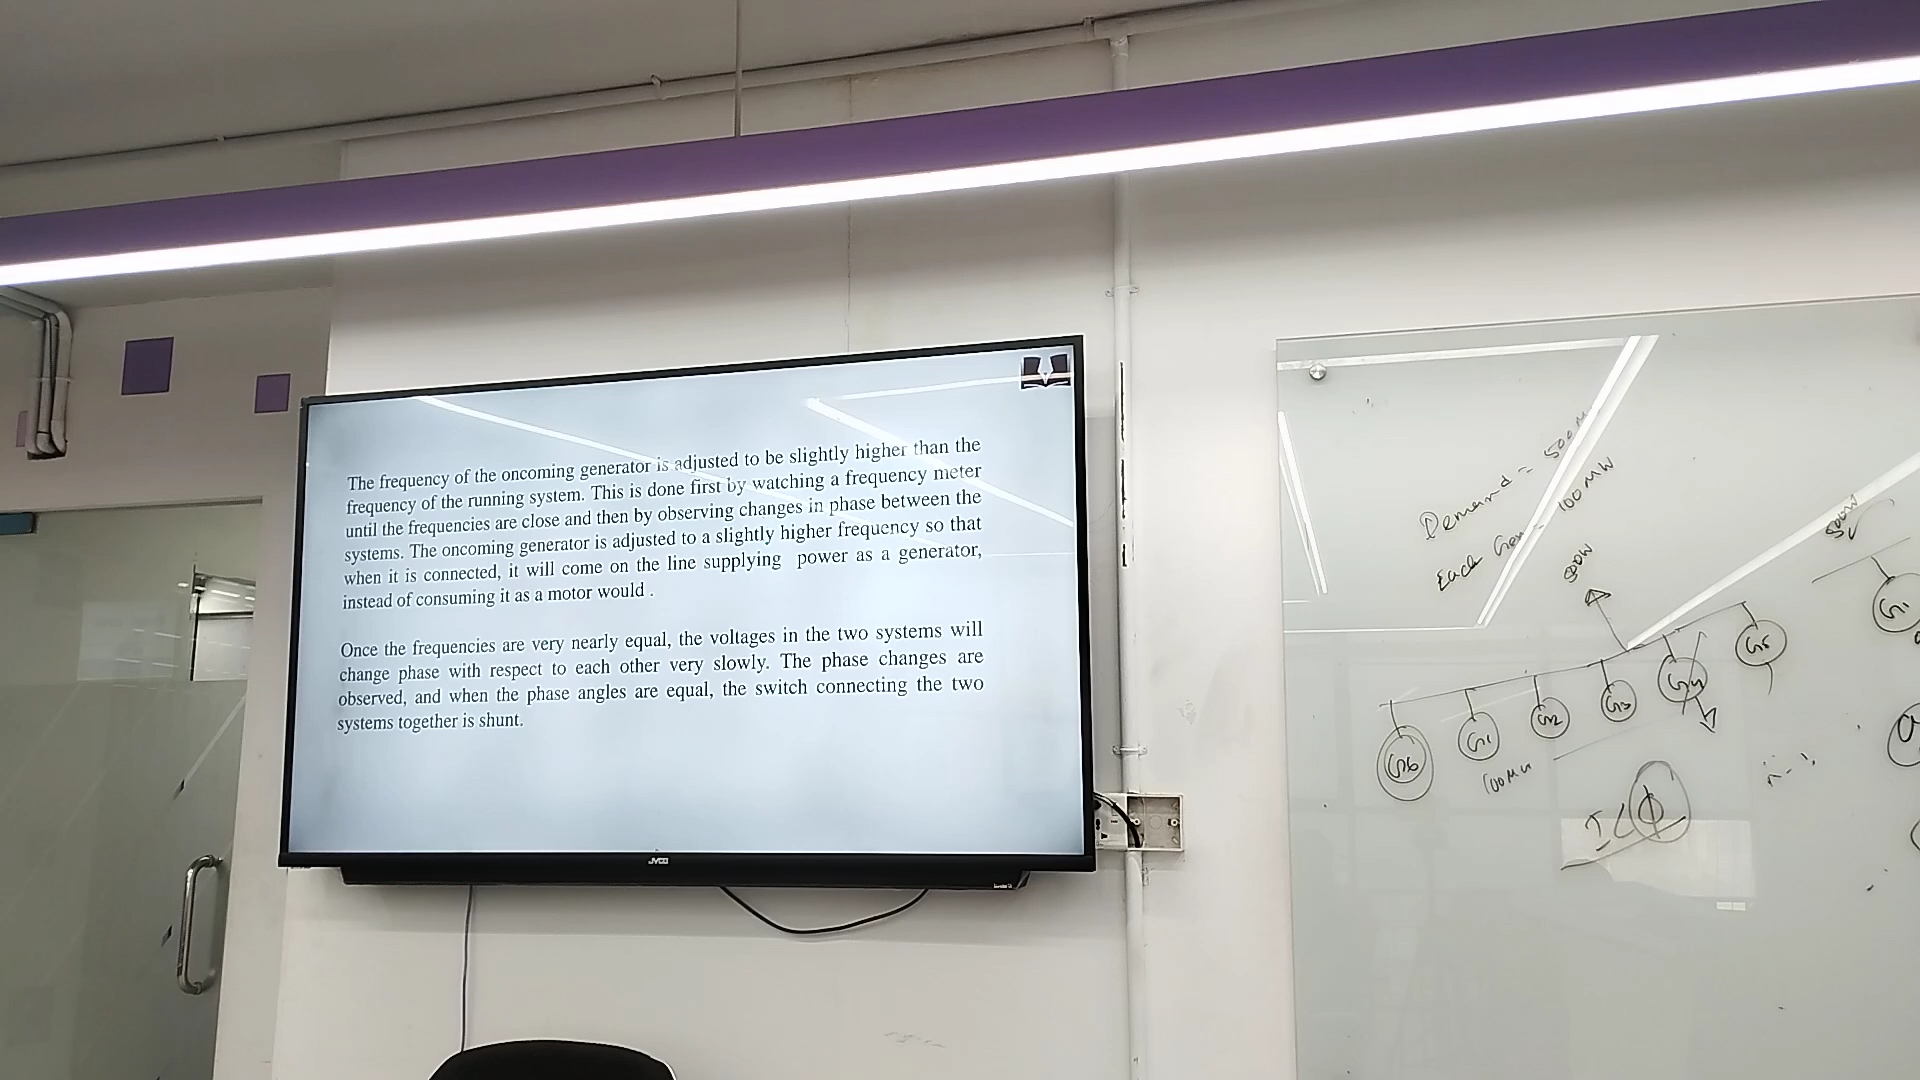 The frequency of the oncoming generator is adjusted to be slightly higher than the
frequency of the running system. This is done first by watching a frequency meter
until the frequencies are close and then by observing changes in phase between the
systems. The oncoming generator is adjusted to a slightly higher frequency so that
when it is connected, it will come on the line supplying power as a generator,
instead of consuming it as a motor would .
Once the frequencies are very nearly equal, the voltages in the two systems will
change phase with respect to each other very slowly. The phase changes are
observed, and when the phase angles are equal, the switch connecting the two
systems together is shunt.
Demand = 500 M
Each Gen = 100 MW
G6
G1
G2
G3
G4
G5
100MW
n-1
G1